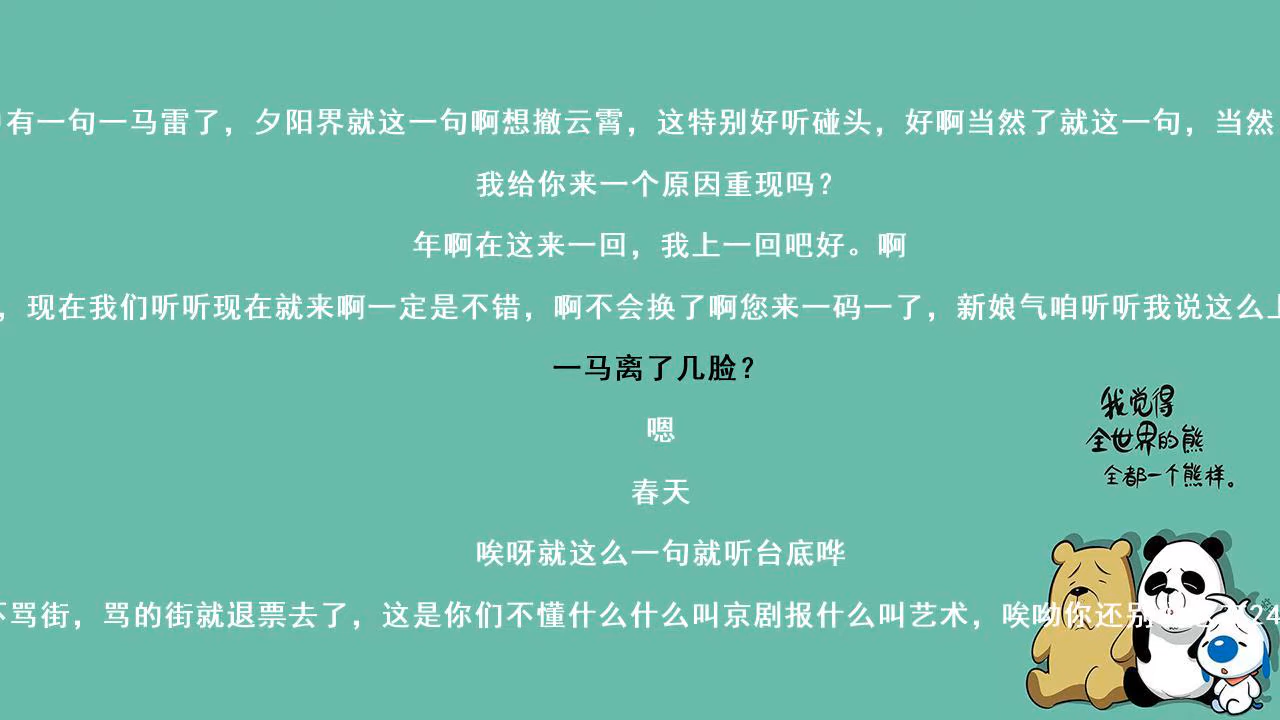 有一句一马雷了，夕阳界就这一句啊想撤云霄，这特别好听碰头，好啊当然了就这一句，当然
我给你来一个原因重现吗？
年啊在这来一回，我上一回吧好。啊
，现在我们听听现在就来啊一定是不错，啊不会换了啊您来一码一了，新娘气咱听听我说这么上
一马离了几脸？
嗯
春天
唉呀就这么一句就听台底哗
不骂街，骂的街就退票去了，这是你们不懂什么什么叫京剧报什么叫艺术，唉呦你还别
我觉得
全世界的熊
全都一个熊样。